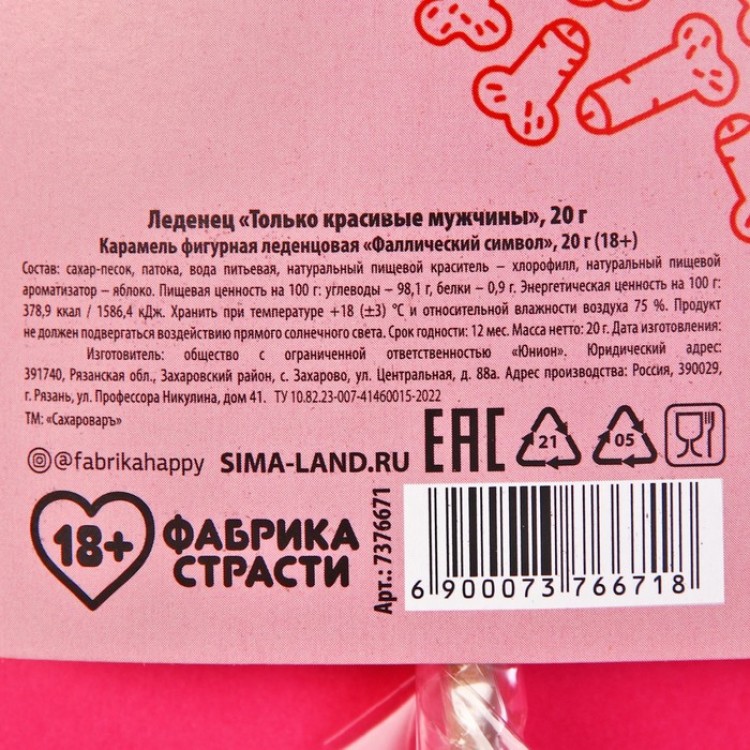 Леденец «Только красивые мужчины», 20 г
Карамель фигурная леденцовая «Фаллический символ», 20 г (18+)
Состав: сахар-песок, патока, вода питьевая, натуральный пищевой краситель – хлорофилл, натуральный пищевой
ароматизатор – яблоко. Пищевая ценность на 100 г: углеводы – 98,1 г, белки – 0,9 г. Энергетическая ценность на 100 г:
378,9 ккал / 1586,4 кДж. Хранить при температуре +18 (±3) °С и относительной влажности воздуха 75 %. Продукт
не должен подвергаться воздействию прямого солнечного света. Срок годности: 12 мес. Масса нетто: 20 г. Дата изготовления:
Изготовитель: общество с ограниченной ответственностью «Юнион». Юридический адрес:
391740, Рязанская обл., Захаровский район, с. Захарово, ул. Центральная, д. 88а. Адрес производства: Россия, 390029,
г. Рязань, ул. Профессора Никулина, дом 41. ТУ 10.82.23-007-41460015-2022
ТМ: «Сахароваръ»
@fabrikahappy SIMA-LAND.RU
ЕАС
21
05
18+
ФАБРИКА
СТРАСТИ
Арт.: 7376671
6 900073 766718